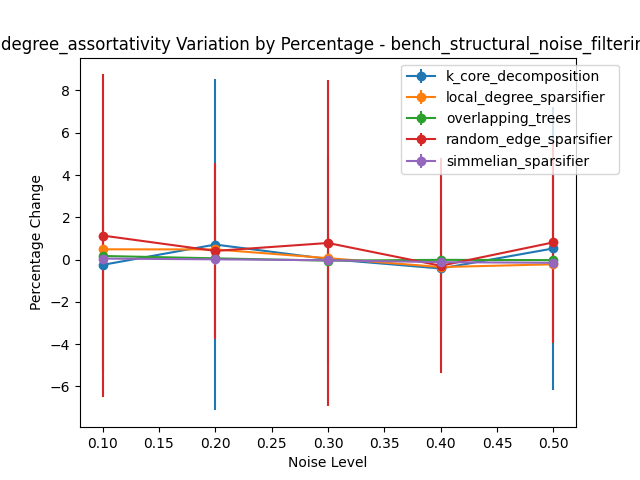 degree_assortativity Variation by Percentage - bench_structural_noise_filterin
k_core_decomposition
local_degree_sparsifier
overlapping_trees
random_edge_sparsifier
simmelian_sparsifier
Percentage Change
8
6
4
2
0
−2
−4
−6
0.10 0.15 0.20 0.25 0.30 0.35 0.40 0.45 0.50
Noise Level